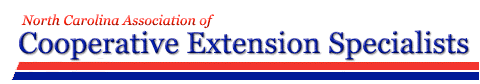 North Carolina Association of
Cooperative Extension Specialists